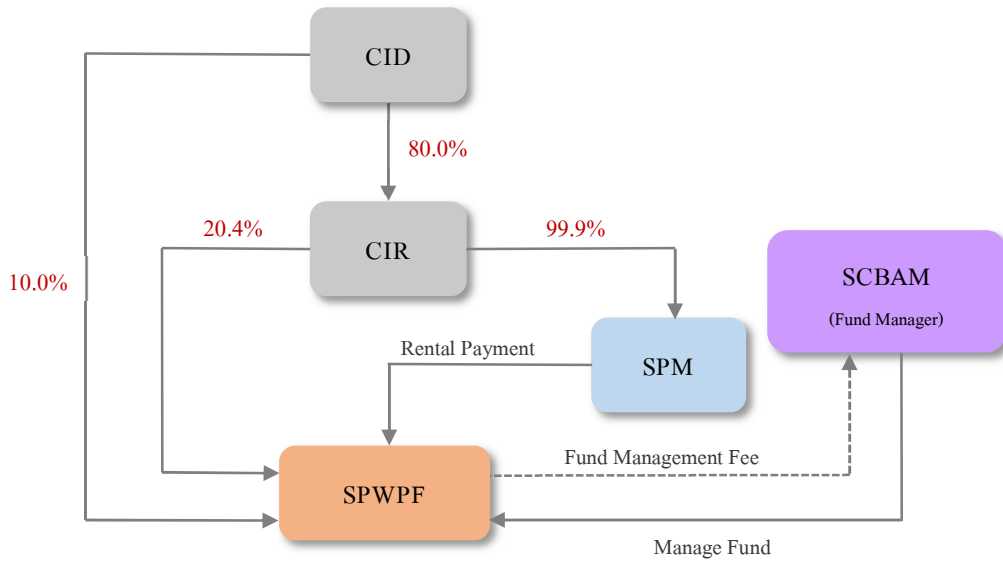 CID
80.0%
20.4%
CIR
99.9%
10.0%
SCBAM
(Fund Manager)
Rental Payment
SPM
Fund Management Fee
SPWPF
Manage Fund